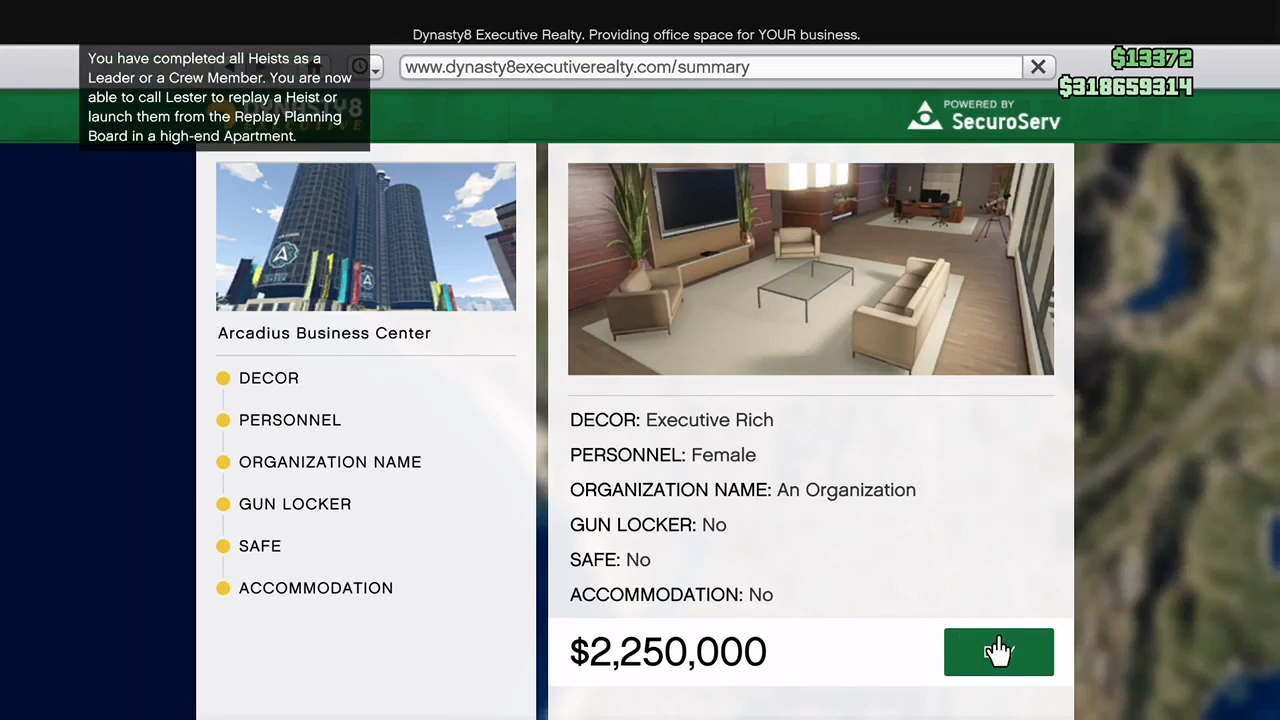 Dynasty8 Executive Realty. Providing office space for YOUR business.
You have completed all Heists as a
Leader or a Crew Member. You are now
able to call Lester to replay a Heist or
launch them from the Replay Planning
Board in a high-end Apartment.
www.dynasty8executiverealty.com/summary
$13372
$318659314
POWERED BY
SecuroServ
Arcadius Business Center
DECOR
PERSONNEL
ORGANIZATION NAME
GUN LOCKER
SAFE
ACCOMMODATION
DECOR: Executive Rich
PERSONNEL: Female
ORGANIZATION NAME: An Organization
GUN LOCKER: No
SAFE: No
ACCOMMODATION: No
$2,250,000